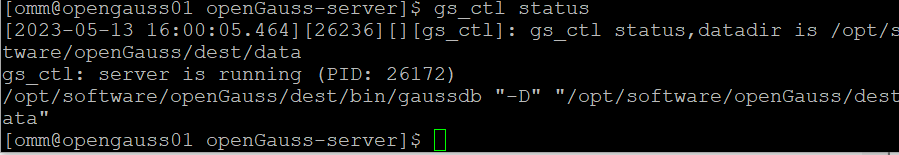 [omm@opengauss01 openGauss-server]$ gs_ctl status
[2023-05-13 16:00:05.464][26236][][gs_ctl]: gs_ctl status,datadir is /opt/s
tware/openGauss/dest/data
gs_ctl: server is running (PID: 26172)
/opt/software/openGauss/dest/bin/gaussdb "-D" "/opt/software/openGauss/dest
ata"
[omm@opengauss01 openGauss-server]$